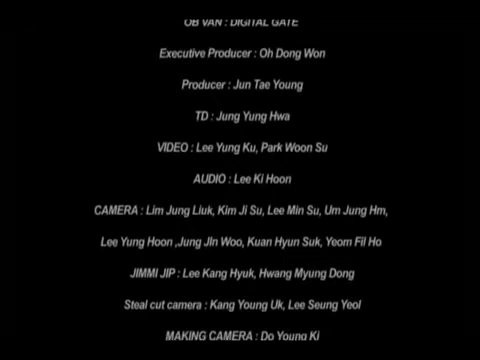 OB VAN : DIGITAL GATE
Executive Producer : Oh Dong Won
Producer : Jun Tae Young
TD : Jung Yung Hwa
VIDEO : Lee Yung Ku, Park Woon Su
AUDIO : Lee Ki Hoon
CAMERA : Lim Jung Liuk, Kim Ji Su, Lee Min Su, Um Jung Hm,
Lee Yung Hoon ,Jung JIn Woo, Kuan Hyun Suk, Yeom Fil Ho
JIMMI JIP : Lee Kang Hyuk, Hwang Myung Dong
Steal cut camera : Kang Young Uk, Lee Seung Yeol
MAKING CAMERA : Do Young Ki